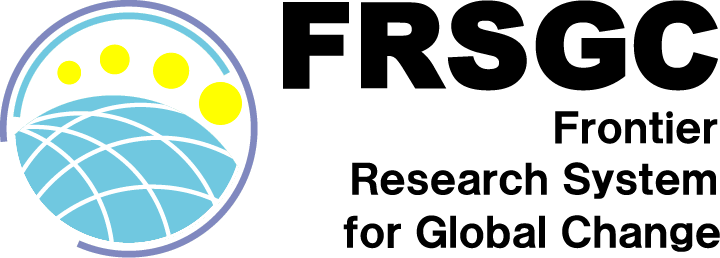 FRSGC
Frontier
Research System
for Global Change